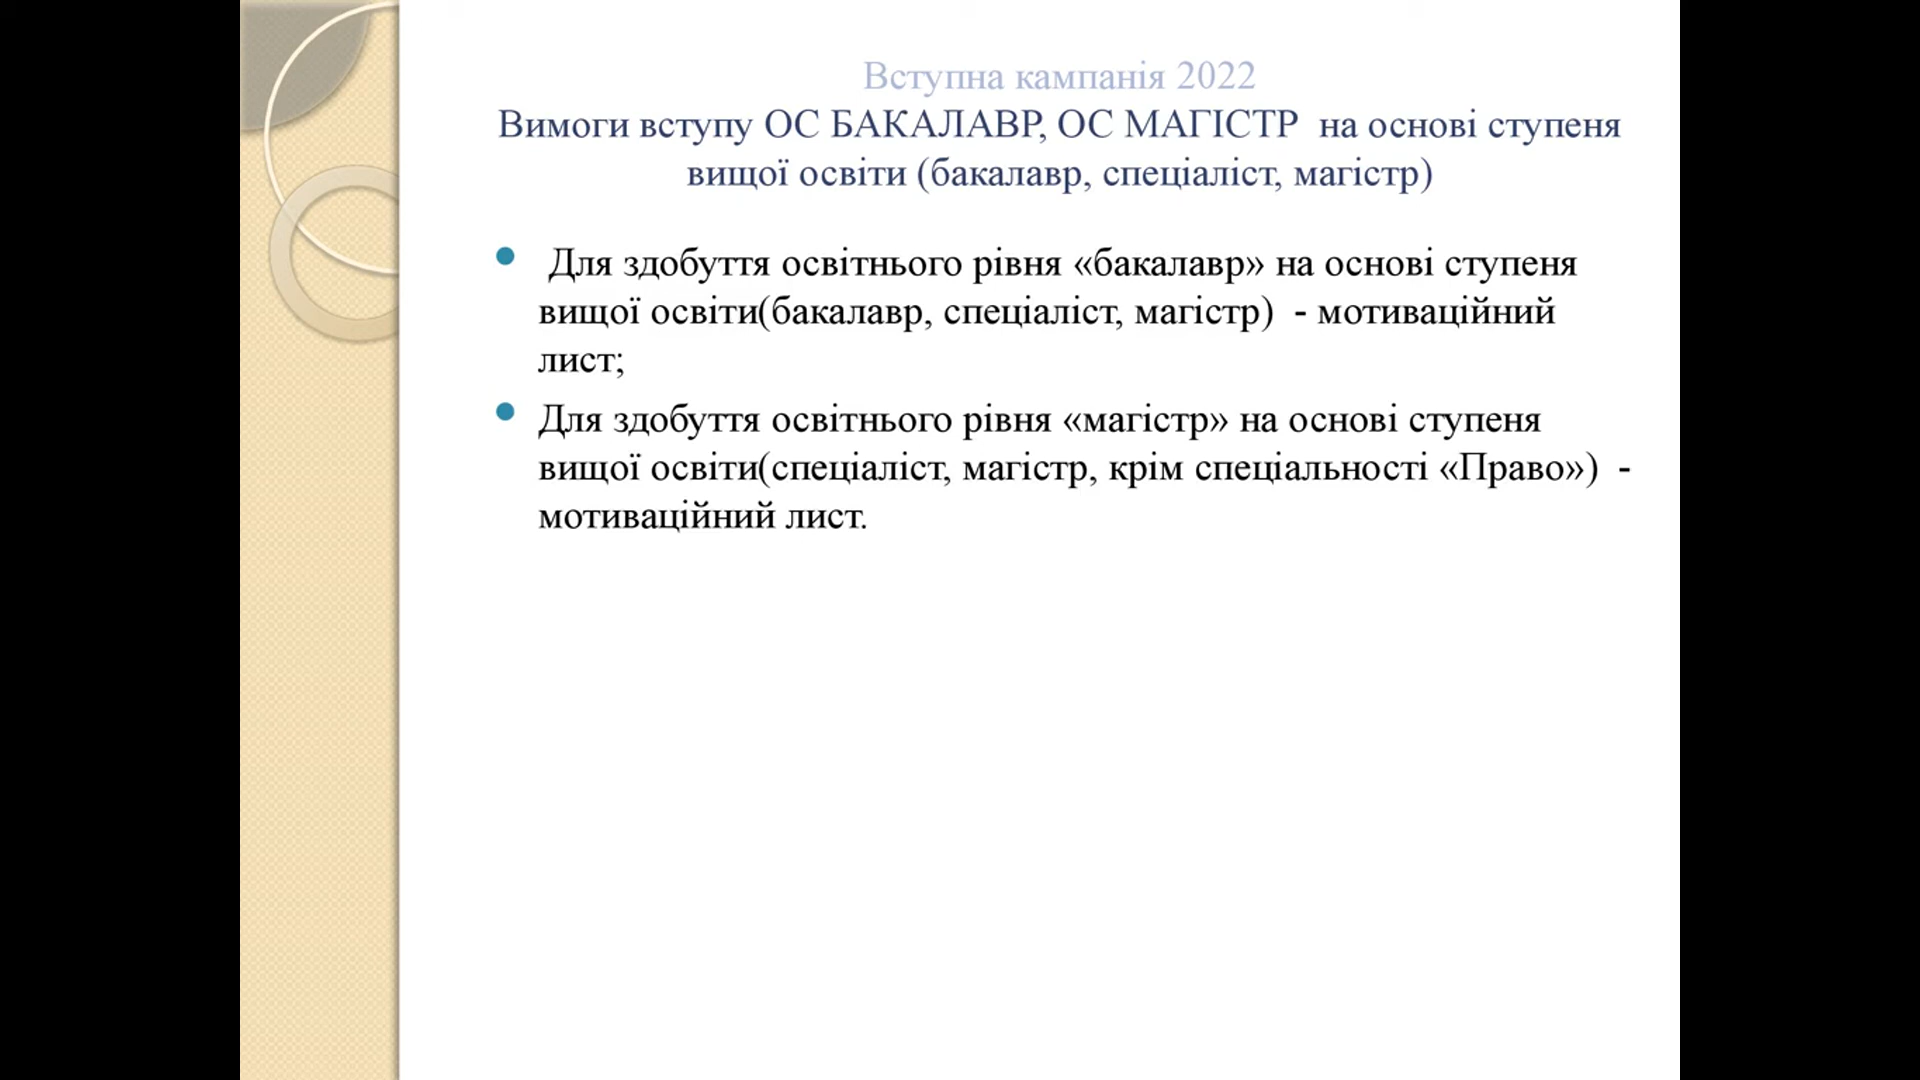 Вступна кампанія 2022
Вимоги вступу ОС БАКАЛАВР, ОС МАГІСТР на основі ступеня
вищої освіти (бакалавр, спеціаліст, магістр)
Для здобуття освітнього рівня «бакалавр» на основі ступеня
вищої освіти(бакалавр, спеціаліст, магістр) - мотиваційний
лист;
Для здобуття освітнього рівня «магістр» на основі ступеня
вищої освіти(спеціаліст, магістр, крім спеціальності «Право») -
мотиваційний лист.